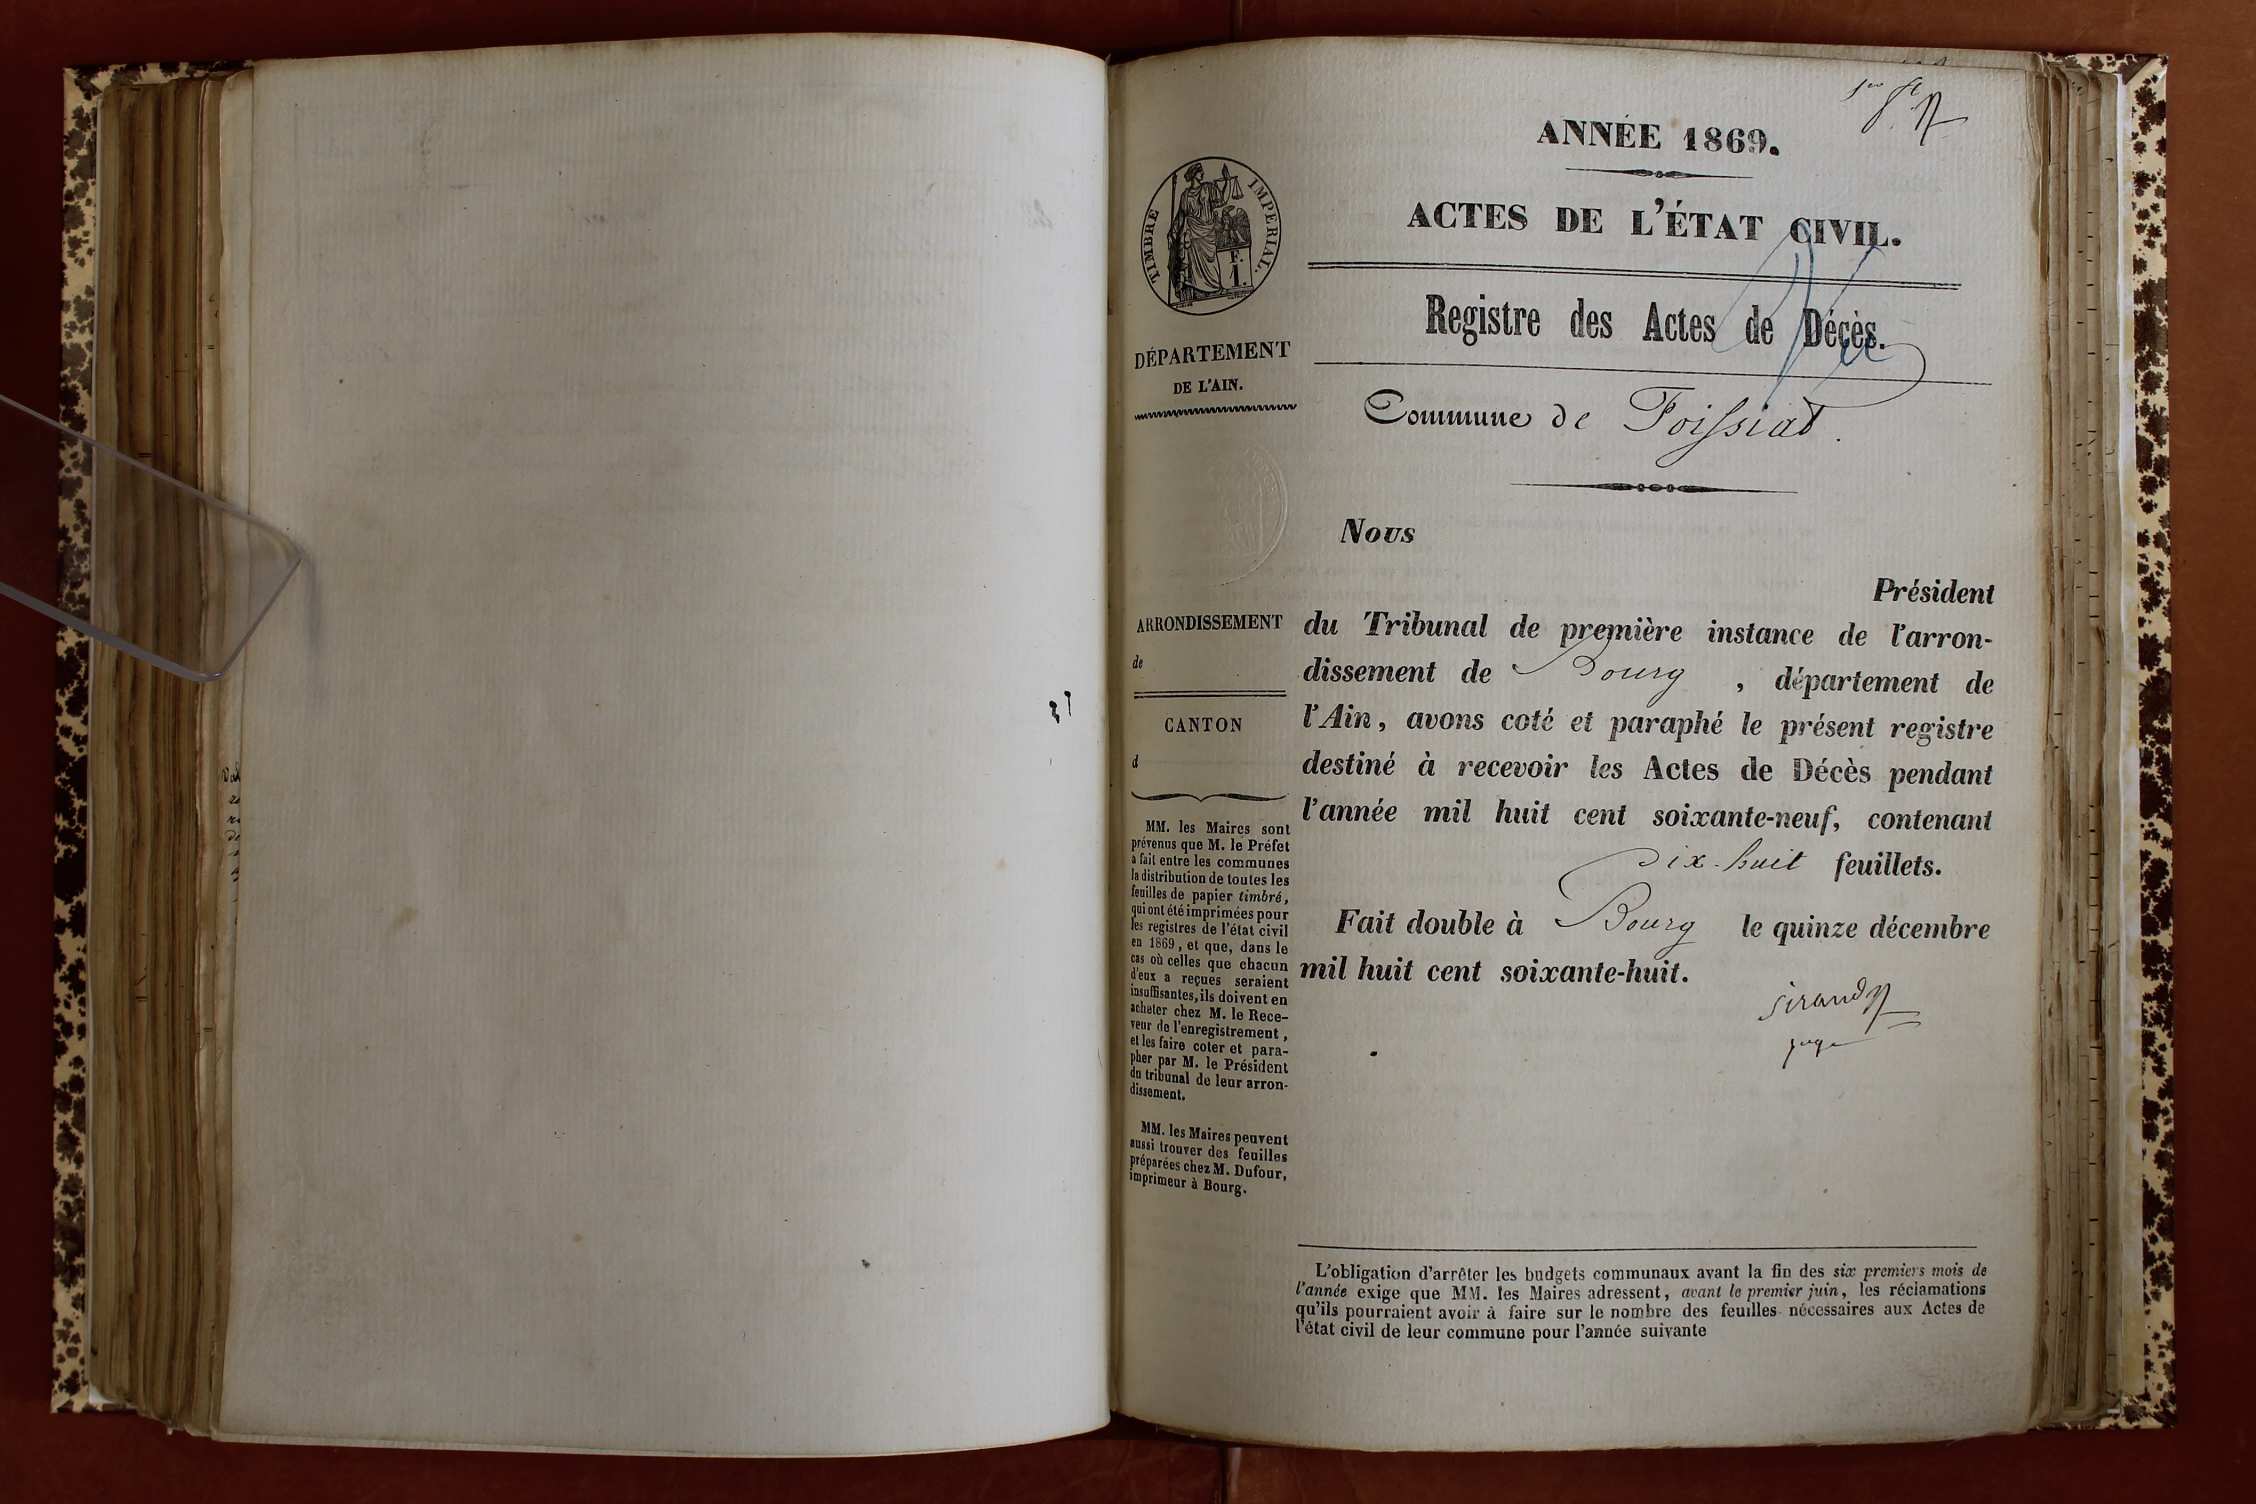 ANNÉE 1869.
ACTES DE L'ÉTAT CIVIL.
TIMBRE IMPERIAL.
F.
1.
Registre des Actes de Décès.
DÉPARTEMENT
DE L'AIN.
Commune de Foissiat.
Nous
Président
ARRONDISSEMENT
de
CANTON
d
du Tribunal de première instance de l'arron-
dissement de Bourg, département de
l'Ain, avons coté et paraphé le présent registre
destiné à recevoir les Actes de Décès pendant
l'année mil huit cent soixante-neuf, contenant
dix-huit feuillets.
Fait double à Bourg le quinze décembre
mil huit cent soixante-huit.
Sirand
juge
MM. les Maires sont
prévenus que M. le Préfet
a fait entre les communes
la distribution de toutes les
feuilles de papier timbré,
qui ont été imprimées pour
les registres de l'état civil
en 1869, et que, dans le
cas où celles que chacun
d'eux a reçues seraient
insuffisantes, ils doivent en
acheter chez M. le Rece-
veur de l'enregistrement,
et les faire coter et para-
pher par M. le Président
du tribunal de leur arron-
dissement.
MM. les Maires peuvent
aussi trouver des feuilles
préparées chez M. Dufour,
imprimeur à Bourg.
L'obligation d'arrêter les budgets communaux avant la fin des six premiers mois de
l'année exige que MM. les Maires adressent, avant le premier juin, les réclamations
qu'ils pourraient avoir à faire sur le nombre des feuilles nécessaires aux Actes de
l'état civil de leur commune pour l'année suivante